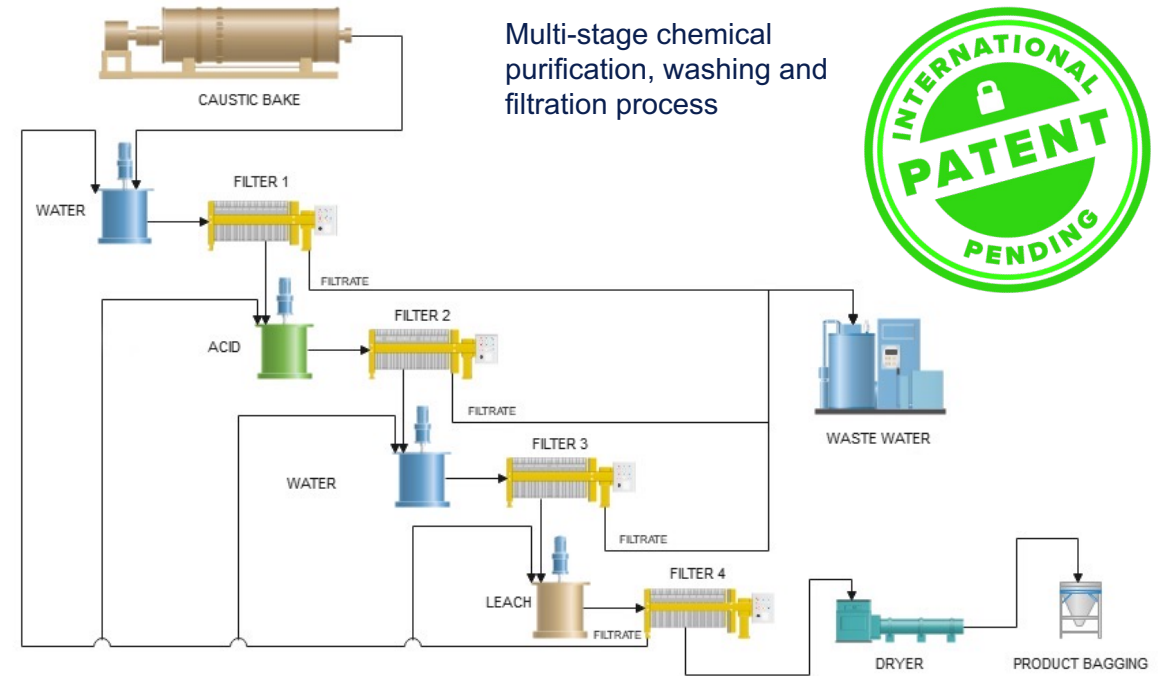 Multi-stage chemical
purification, washing and
filtration process
INTERNATIONAL
PATENT
PENDING
CAUSTIC BAKE
WATER
FILTER 1
FILTRATE
ACID
FILTER 2
FILTRATE
WASTE WATER
WATER
FILTER 3
FILTRATE
LEACH
FILTER 4
FILTRATE
DRYER
PRODUCT BAGGING